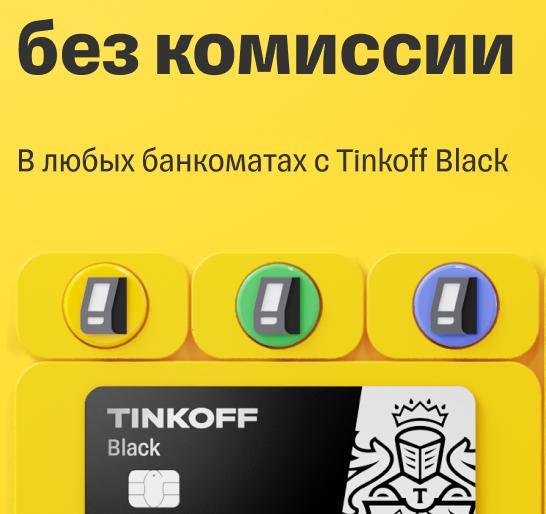 без комиссии
В любых банкоматах с Tinkoff Black
TINKOFF
Black
T